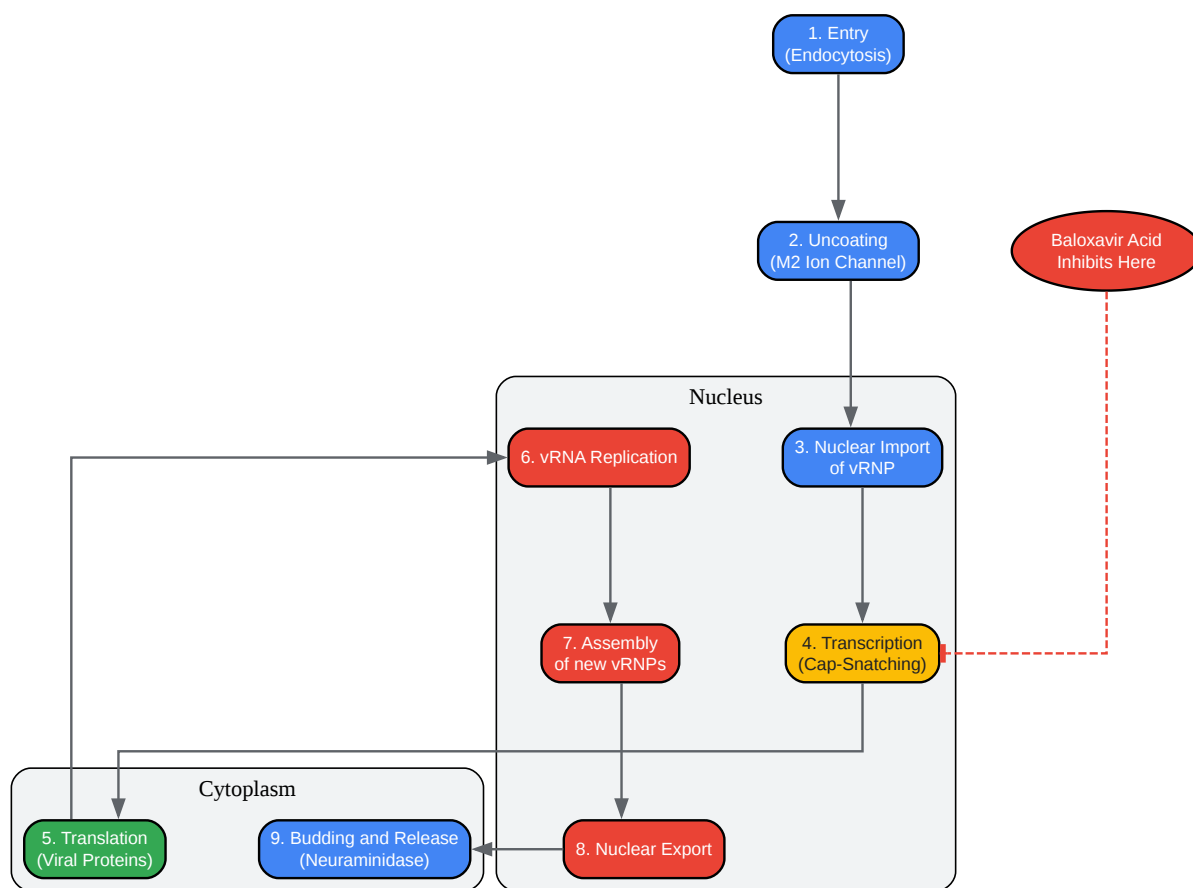 1. Entry
(Endocytosis)
2. Uncoating
(M2 Ion Channel)
Baloxavir Acid
Inhibits Here
Nucleus
6. vRNA Replication
3. Nuclear Import
of vRNP
7. Assembly
of new vRNPs
4. Transcription
(Cap-Snatching)
Cytoplasm
5. Translation
(Viral Proteins)
9. Budding and Release
(Neuraminidase)
8. Nuclear Export